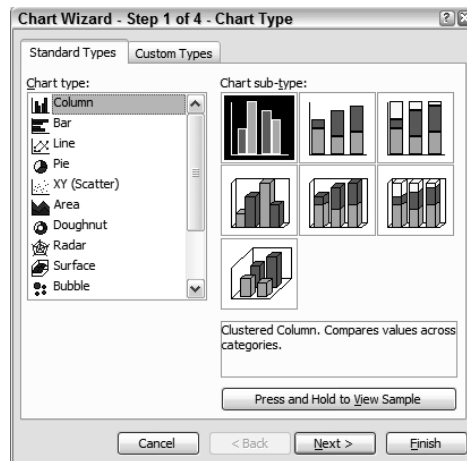 Chart Wizard - Step 1 of 4 - Chart Type
Standard Types
Custom Types
Chart type:
Column
Bar
Line
Pie
XY (Scatter)
Area
Doughnut
Radar
Surface
Bubble
Chart sub-type:
Clustered Column. Compares values across
categories.
Press and Hold to View Sample
Cancel
< Back
Next >
Finish